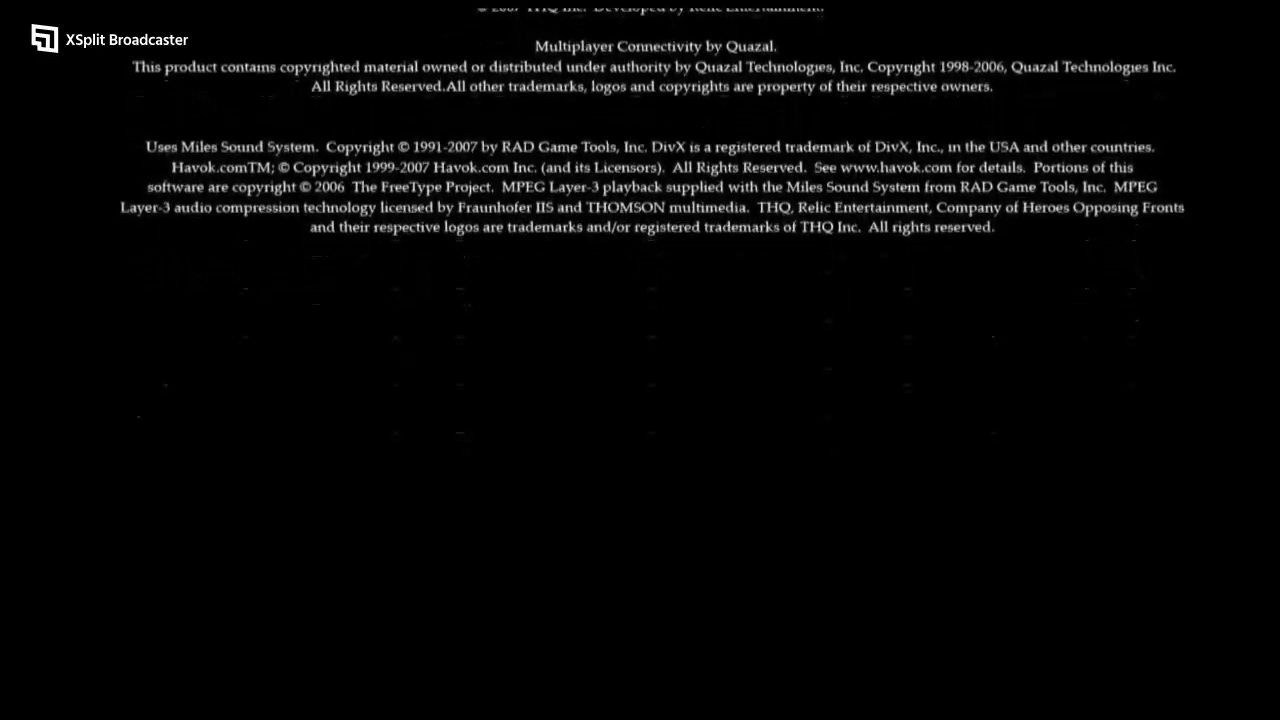 © 2007 THQ Inc. Developed by Relic Entertainment.
XSplit Broadcaster
Multiplayer Connectivity by Quazal.
This product contains copyrighted material owned or distributed under authority by Quazal Technologies, Inc. Copyright 1998-2006, Quazal Technologies Inc.
All Rights Reserved.All other trademarks, logos and copyrights are property of their respective owners.
Uses Miles Sound System. Copyright © 1991-2007 by RAD Game Tools, Inc. DivX is a registered trademark of DivX, Inc., in the USA and other countries.
Havok.comTM; © Copyright 1999-2007 Havok.com Inc. (and its Licensors). All Rights Reserved. See www.havok.com for details. Portions of this
software are copyright © 2006 The FreeType Project. MPEG Layer-3 playback supplied with the Miles Sound System from RAD Game Tools, Inc. MPEG
Layer-3 audio compression technology licensed by Fraunhofer IIS and THOMSON multimedia. THQ, Relic Entertainment, Company of Heroes Opposing Fronts
and their respective logos are trademarks and/or registered trademarks of THQ Inc. All rights reserved.